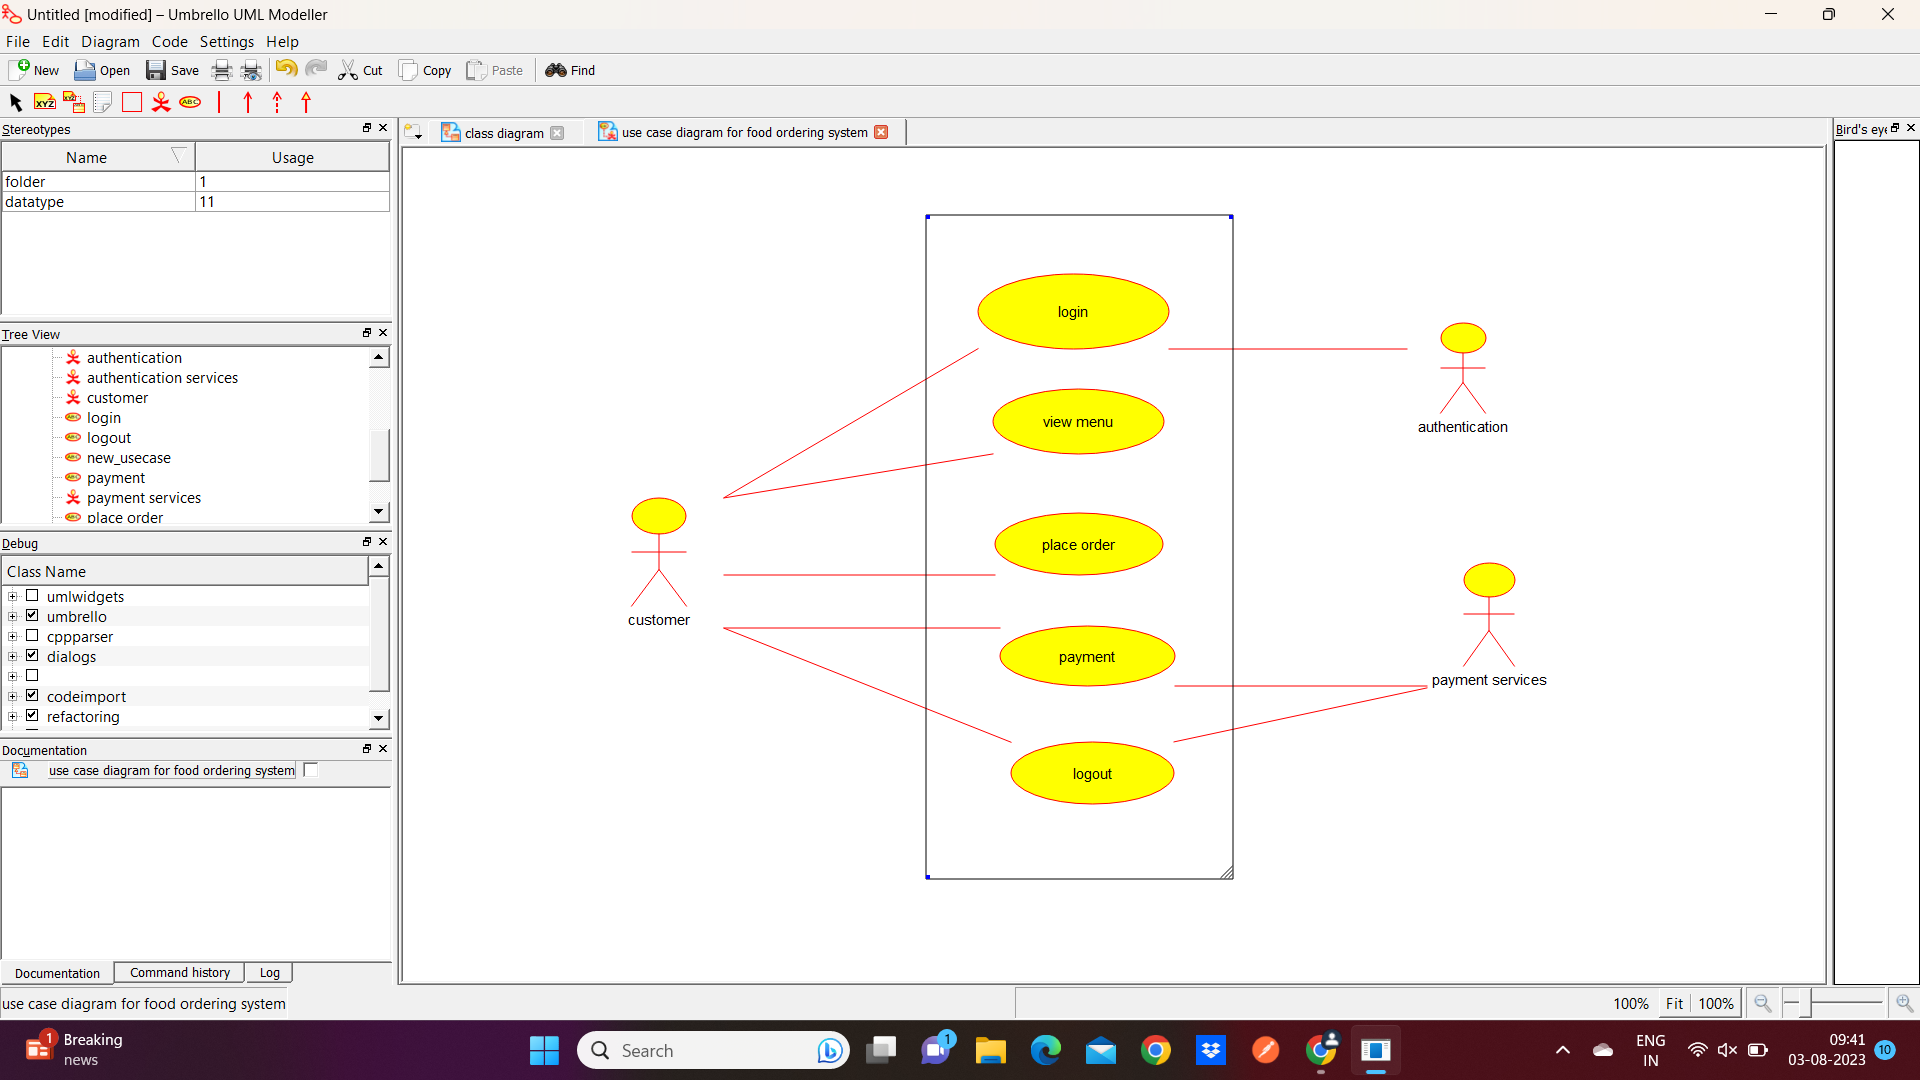 Untitled [modified] – Umbrello UML Modeller
File Edit Diagram Code Settings Help
New Open Save Cut Copy Paste Find
XYZ XYZ ABC
Stereotypes
Name Usage
folder 1
datatype 11
Tree View
authentication
authentication services
customer
login
logout
new_usecase
payment
payment services
place order
Debug
Class Name
umlwidgets
umbrello
cppparser
dialogs
codeimport
refactoring
Documentation
use case diagram for food ordering system
Documentation Command history Log
use case diagram for food ordering system
class diagram
use case diagram for food ordering system
login
view menu
place order
payment
logout
customer
authentication
payment services
Bird's eye
100% Fit 100%
1
Breaking
news
Search
1
ENG
IN
09:41
03-08-2023
10